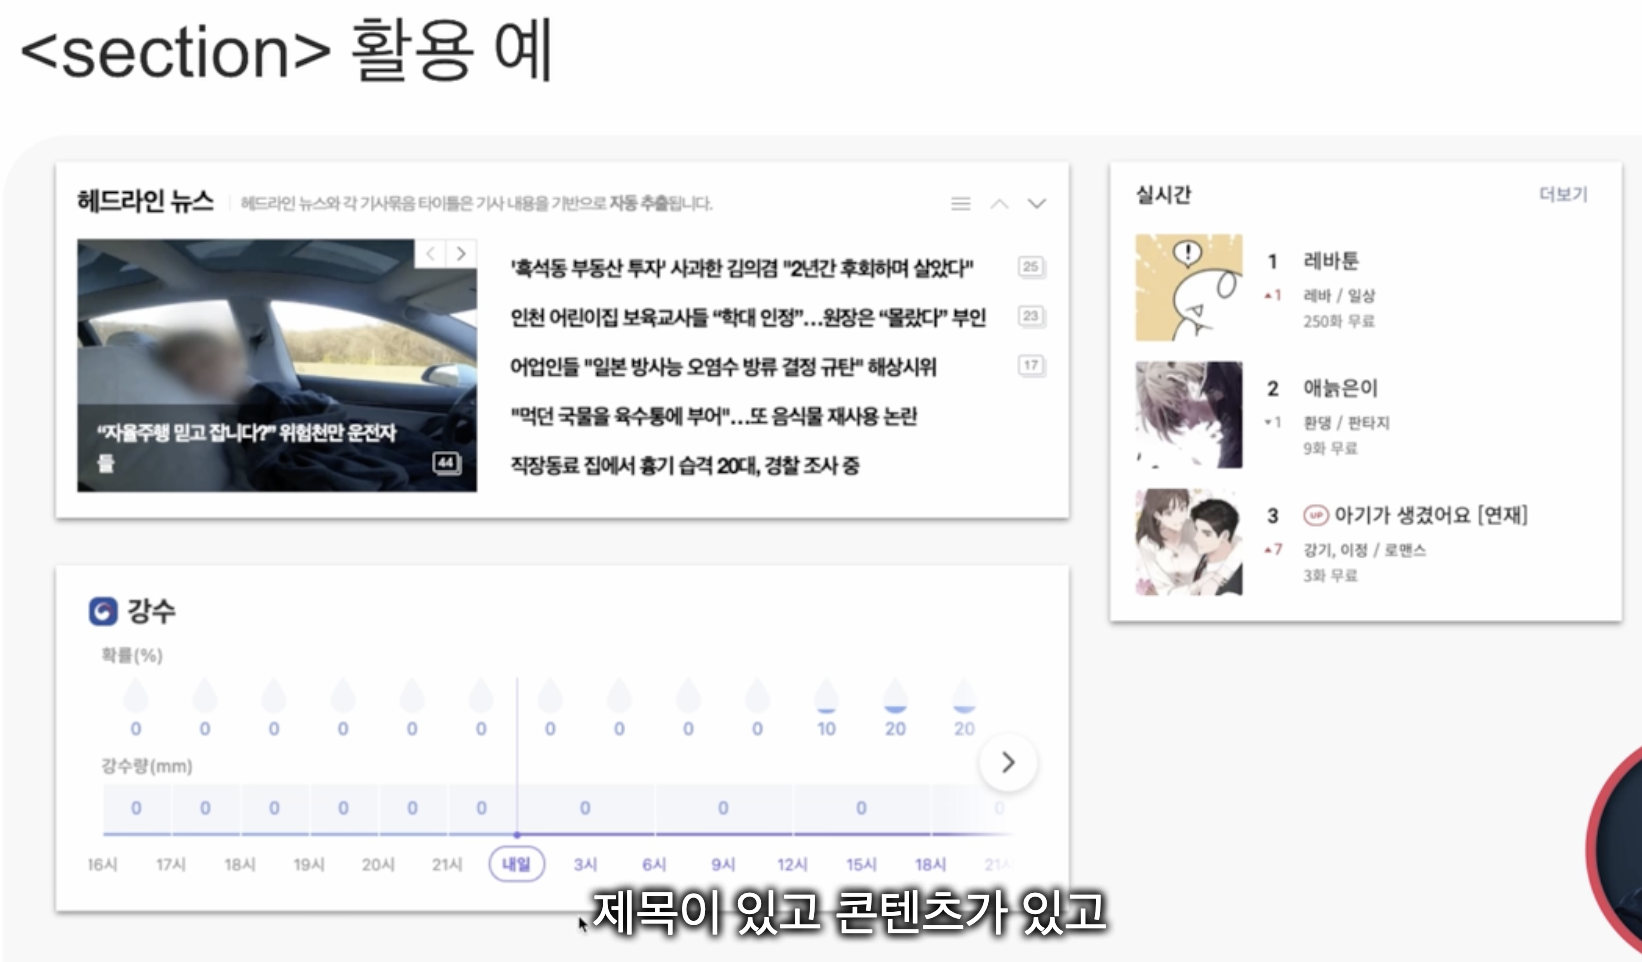 <section> 활용 예
헤드라인 뉴스
헤드라인 뉴스와 각 기사묶음 타이틀은 기사 내용을 기반으로 자동 추출됩니다.
“자율주행 믿고 잡니다?” 위험천만 운전자
들
44
'흑석동 부동산 투자' 사과한 김의겸 "2년간 후회하며 살았다"
25
인천 어린이집 보육교사들 “학대 인정”…원장은 “몰랐다” 부인
23
어업인들 "일본 방사능 오염수 방류 결정 규탄" 해상시위
17
"먹던 국물을 육수통에 부어"…또 음식물 재사용 논란
직장동료 집에서 흉기 습격 20대, 경찰 조사 중
실시간
더보기
!
1 레바툰
▲1 레바 / 일상
250화 무료
2 애늙은이
▼1 환댕 / 판타지
9화 무료
3 UP 아기가 생겼어요 [연재]
▲7 강기, 이정 / 로맨스
3화 무료
강수
확률(%)
0 0 0 0 0 0 0 0 0 0 10 20 20
강수량(mm)
0 0 0 0 0 0 0 0 0 0
16시 17시 18시 19시 20시 21시 내일 3시 6시 9시 12시 15시 18시 21시
제목이 있고 콘텐츠가 있고